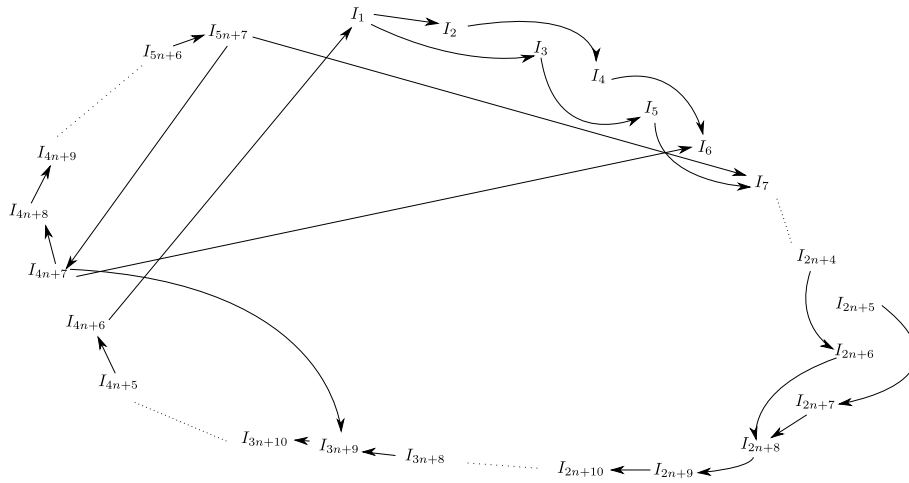 I_1
I_2
I_3
I_4
I_5
I_6
I_7
I_{2n+4}
I_{2n+5}
I_{2n+6}
I_{2n+7}
I_{2n+8}
I_{2n+9}
I_{2n+10}
I_{3n+8}
I_{3n+9}
I_{3n+10}
I_{4n+5}
I_{4n+6}
I_{4n+7}
I_{4n+8}
I_{4n+9}
I_{5n+6}
I_{5n+7}